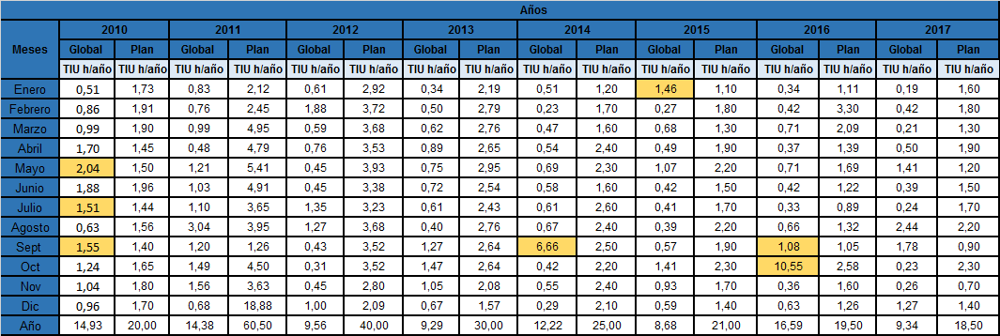 Años
Meses 2010 2011 2012 2013 2014 2015 2016 2017
Global Plan Global Plan Global Plan Global Plan Global Plan Global Plan Global Plan Global Plan
TIU h/año TIU h/año TIU h/año TIU h/año TIU h/año TIU h/año TIU h/año TIU h/año TIU h/año TIU h/año TIU h/año TIU h/año TIU h/año TIU h/año TIU h/año TIU h/año
Enero 0,51 1,73 0,83 2,12 0,61 2,92 0,34 2,19 0,51 1,20 1,46 1,10 0,34 1,11 0,19 1,60
Febrero 0,86 1,91 0,76 2,45 1,88 3,72 0,50 2,79 0,23 1,70 0,27 1,80 0,42 3,30 0,42 1,80
Marzo 0,99 1,90 0,99 4,95 0,59 3,68 0,62 2,76 0,47 1,60 0,68 1,30 0,71 2,09 0,21 1,30
Abril 1,70 1,45 0,48 4,79 0,76 3,53 0,89 2,65 0,54 2,40 0,49 1,90 0,37 1,39 0,50 1,90
Mayo 2,04 1,50 1,21 5,41 0,45 3,93 0,75 2,95 0,69 2,30 1,07 2,20 0,71 1,69 1,41 1,20
Junio 1,88 1,96 1,03 4,91 0,45 3,38 0,72 2,54 0,58 1,60 0,42 1,50 0,42 1,22 0,39 1,50
Julio 1,51 1,44 1,10 3,65 1,35 3,23 0,61 2,43 0,61 2,60 0,41 1,70 0,33 0,89 0,24 1,70
Agosto 0,63 1,56 3,04 3,95 1,27 3,68 0,40 2,76 0,67 2,40 0,39 2,20 0,66 1,32 2,44 2,20
Sept 1,55 1,40 1,20 1,26 0,43 3,52 1,27 2,64 6,66 2,50 0,57 1,90 1,08 1,05 1,78 0,90
Oct 1,24 1,65 1,49 4,50 0,31 3,52 1,47 2,64 0,42 2,20 1,41 2,30 10,55 2,58 0,23 2,30
Nov 1,04 1,80 1,56 3,63 0,45 2,80 1,05 2,08 0,55 2,40 0,93 1,70 0,36 1,60 0,26 0,70
Dic 0,96 1,70 0,68 18,88 1,00 2,09 0,67 1,57 0,29 2,10 0,59 1,40 0,63 1,26 1,27 1,40
Año 14,93 20,00 14,38 60,50 9,56 40,00 9,29 30,00 12,22 25,00 8,68 21,00 16,59 19,50 9,34 18,50